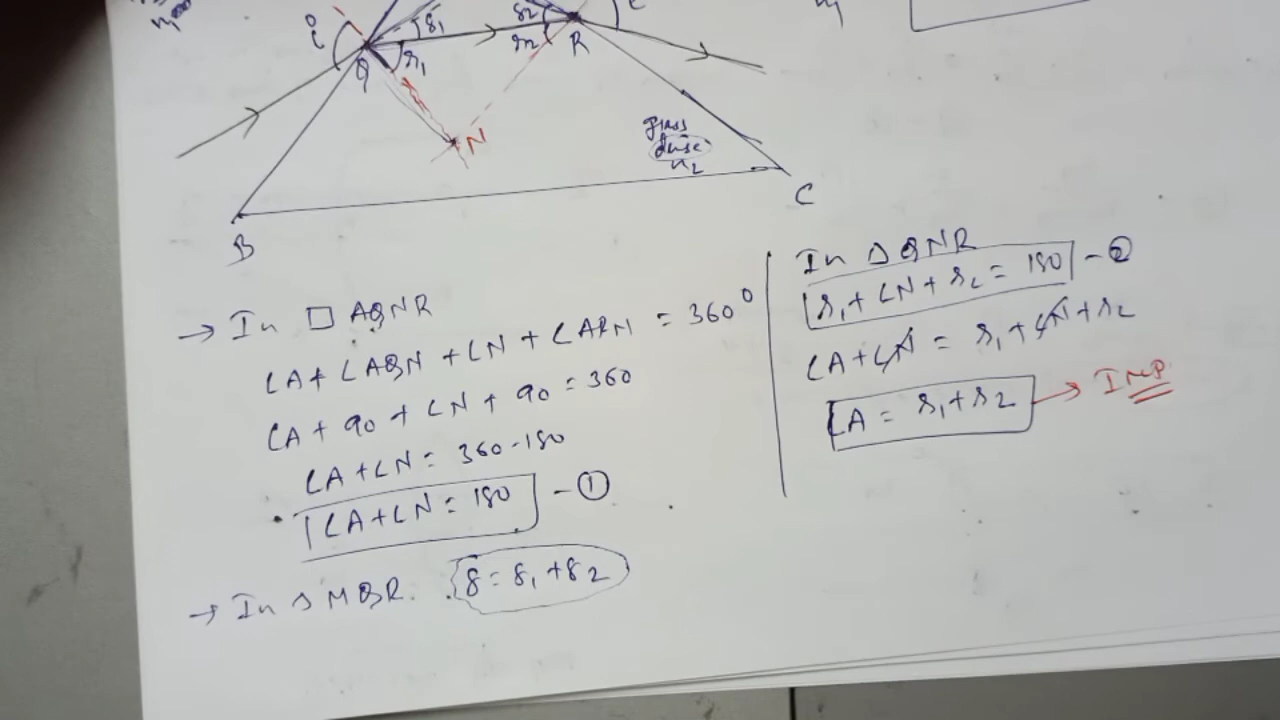 i
δ1
δ2
r1
r2
Q
R
N
n1
glass
dense
n2
B
C
→ In □ AQNR
∠A + ∠AQN + ∠N + ∠ARN = 360°
∠A + 90 + ∠N + 90 = 360
∠A + ∠N = 360 - 180
∠A + ∠N = 180 - ①
→ In △ MQR. δ = δ1 + δ2
In △ QNR
r1 + ∠N + r2 = 180 - ②
∠A + ∠N = r1 + ∠N + r2
∠A = r1 + r2 → IMP